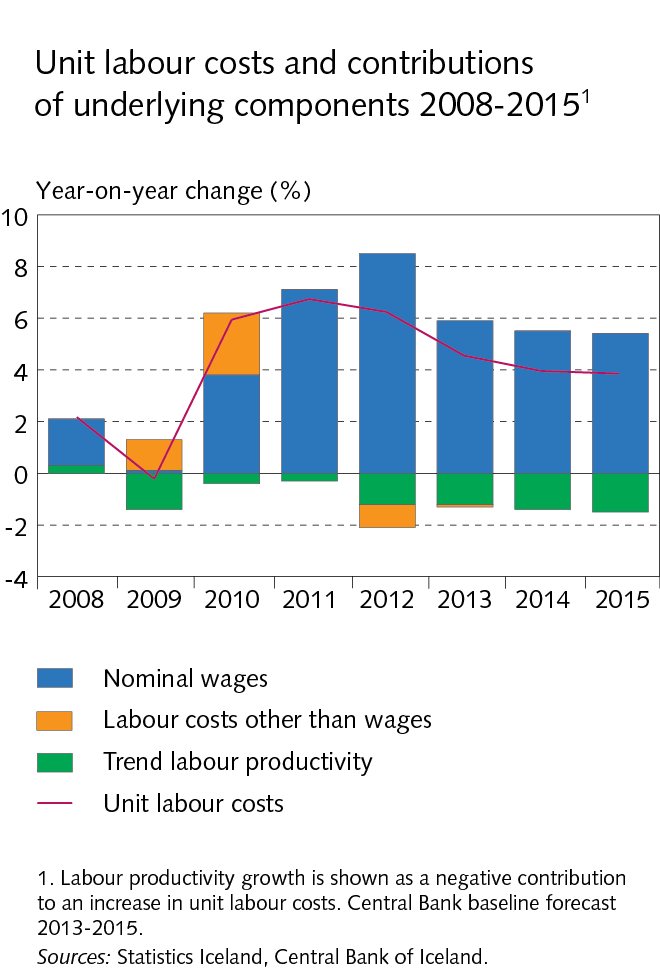 Unit labour costs and contributions
of underlying components 2008-2015¹
Year-on-year change (%)
10
8
6
4
2
0
-2
-4
2008 2009 2010 2011 2012 2013 2014 2015
Nominal wages
Labour costs other than wages
Trend labour productivity
Unit labour costs
1. Labour productivity growth is shown as a negative contribution
to an increase in unit labour costs. Central Bank baseline forecast
2013-2015.
Sources: Statistics Iceland, Central Bank of Iceland.